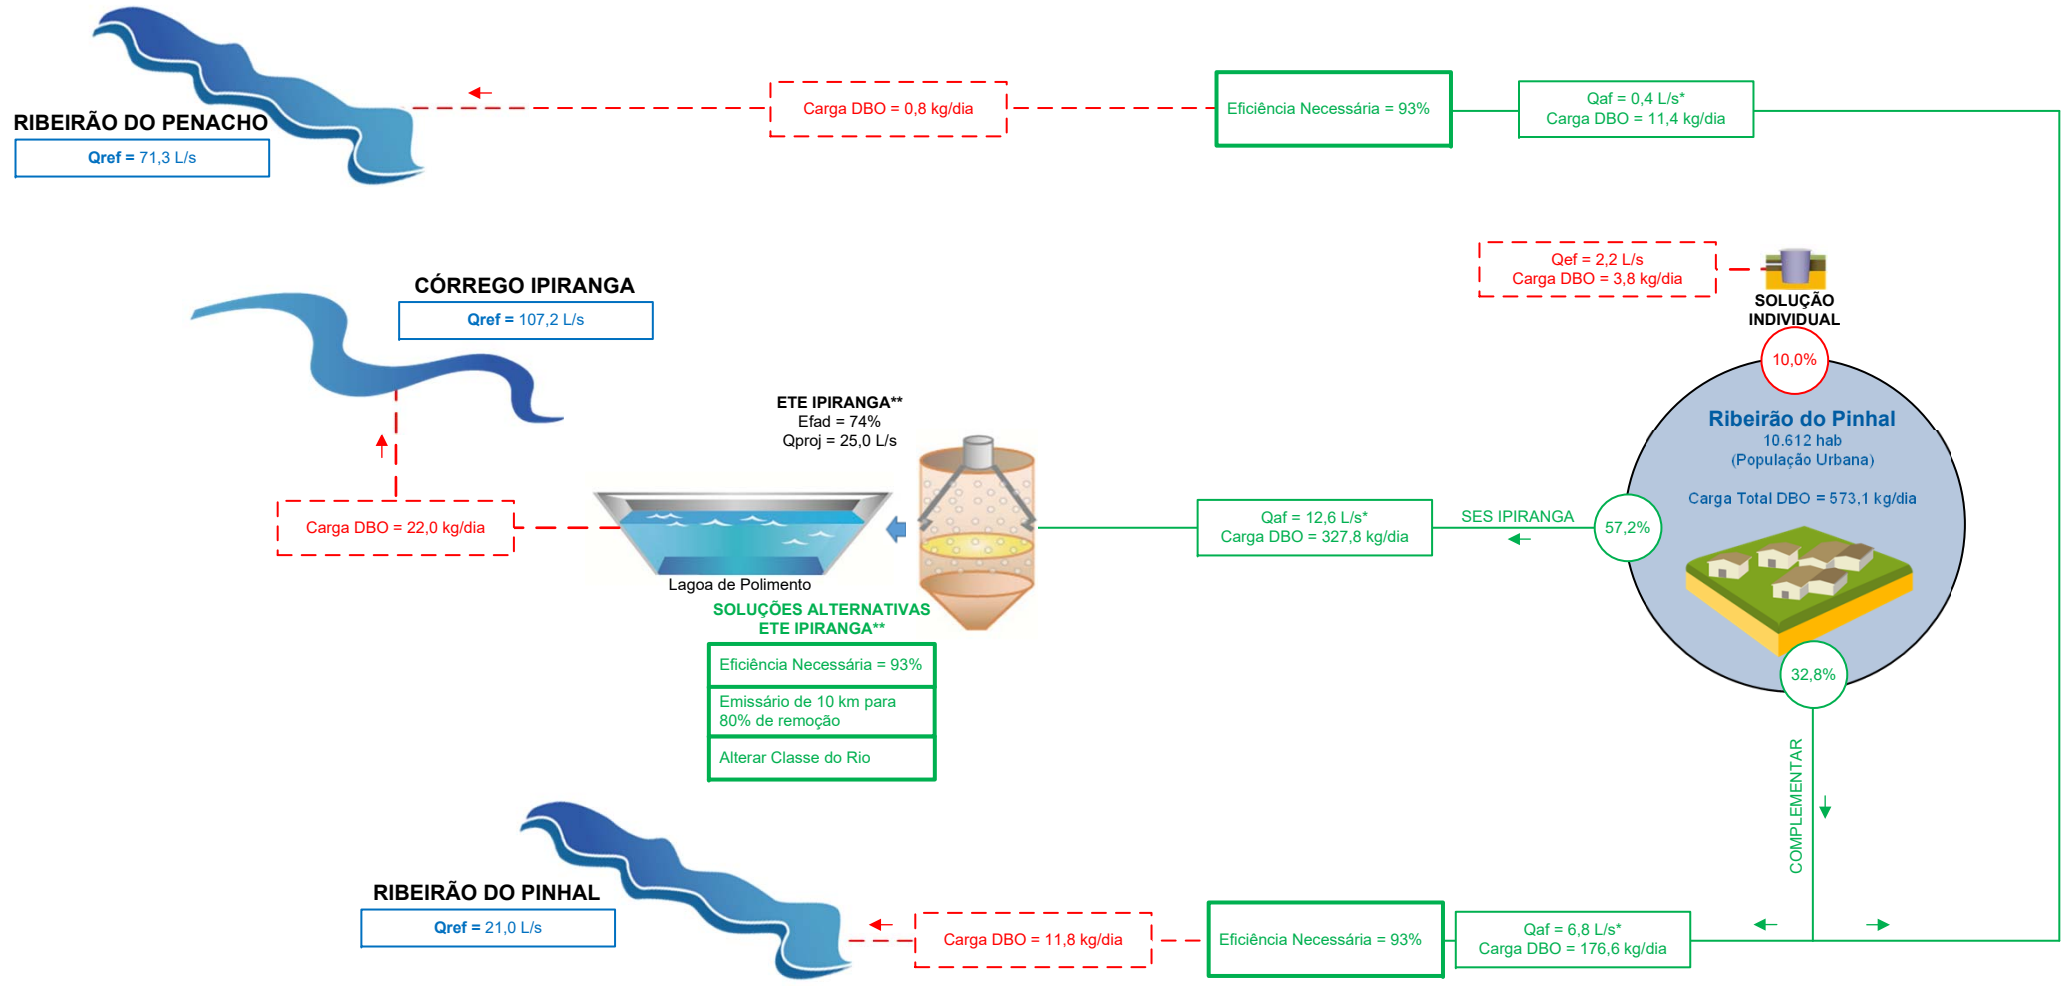 RIBEIRÃO DO PENACHO
Qref = 71,3 L/s
Carga DBO = 0,8 kg/dia
Eficiência Necessária = 93%
Qaf = 0,4 L/s*
Carga DBO = 11,4 kg/dia
CÓRREGO IPIRANGA
Qref = 107,2 L/s
Qef = 2,2 L/s
Carga DBO = 3,8 kg/dia
SOLUÇÃO
INDIVIDUAL
10,0%
Ribeirão do Pinhal
10.612 hab
(População Urbana)
Carga Total DBO = 573,1 kg/dia
57,2%
32,8%
ETE IPIRANGA**
Efad = 74%
Qproj = 25,0 L/s
Carga DBO = 22,0 kg/dia
Lagoa de Polimento
Qaf = 12,6 L/s*
Carga DBO = 327,8 kg/dia
SES IPIRANGA
SOLUÇÕES ALTERNATIVAS
ETE IPIRANGA**
Eficiência Necessária = 93%
Emissário de 10 km para
80% de remoção
Alterar Classe do Rio
COMPLEMENTAR
RIBEIRÃO DO PINHAL
Qref = 21,0 L/s
Carga DBO = 11,8 kg/dia
Eficiência Necessária = 93%
Qaf = 6,8 L/s*
Carga DBO = 176,6 kg/dia